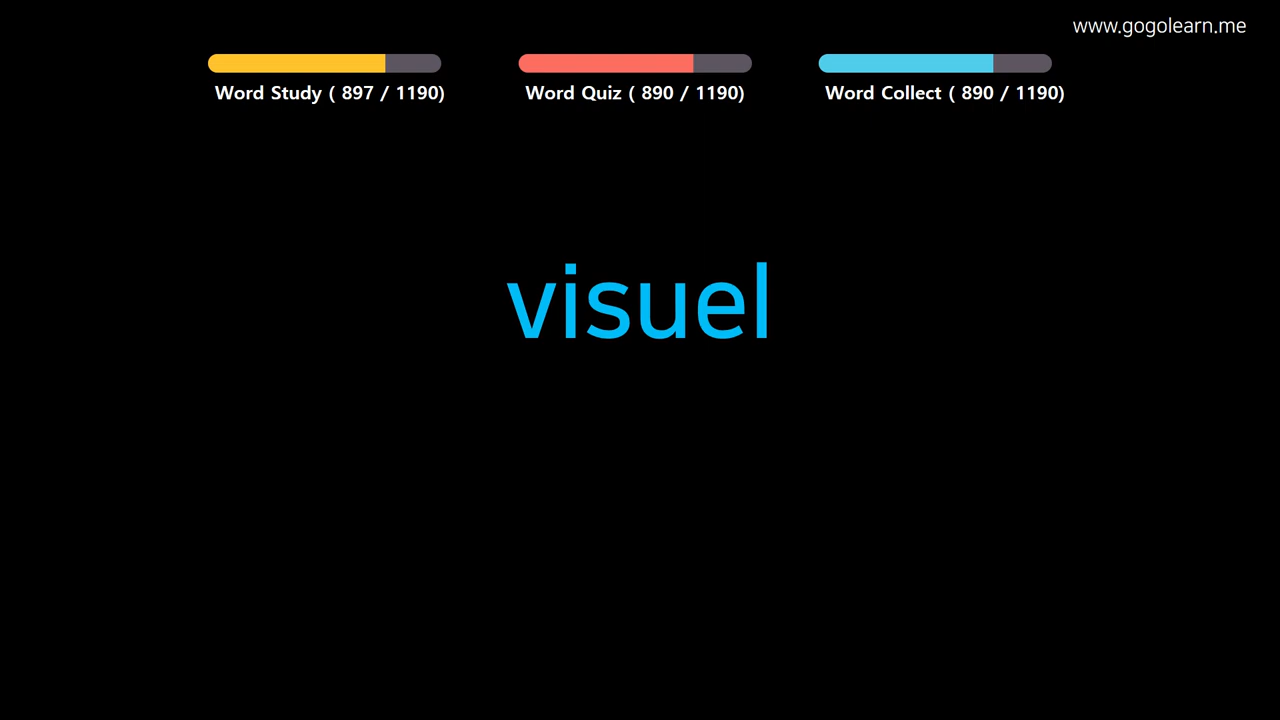 www.gogolearn.me
Word Study ( 897 / 1190)
Word Quiz ( 890 / 1190)
Word Collect ( 890 / 1190)
visuel